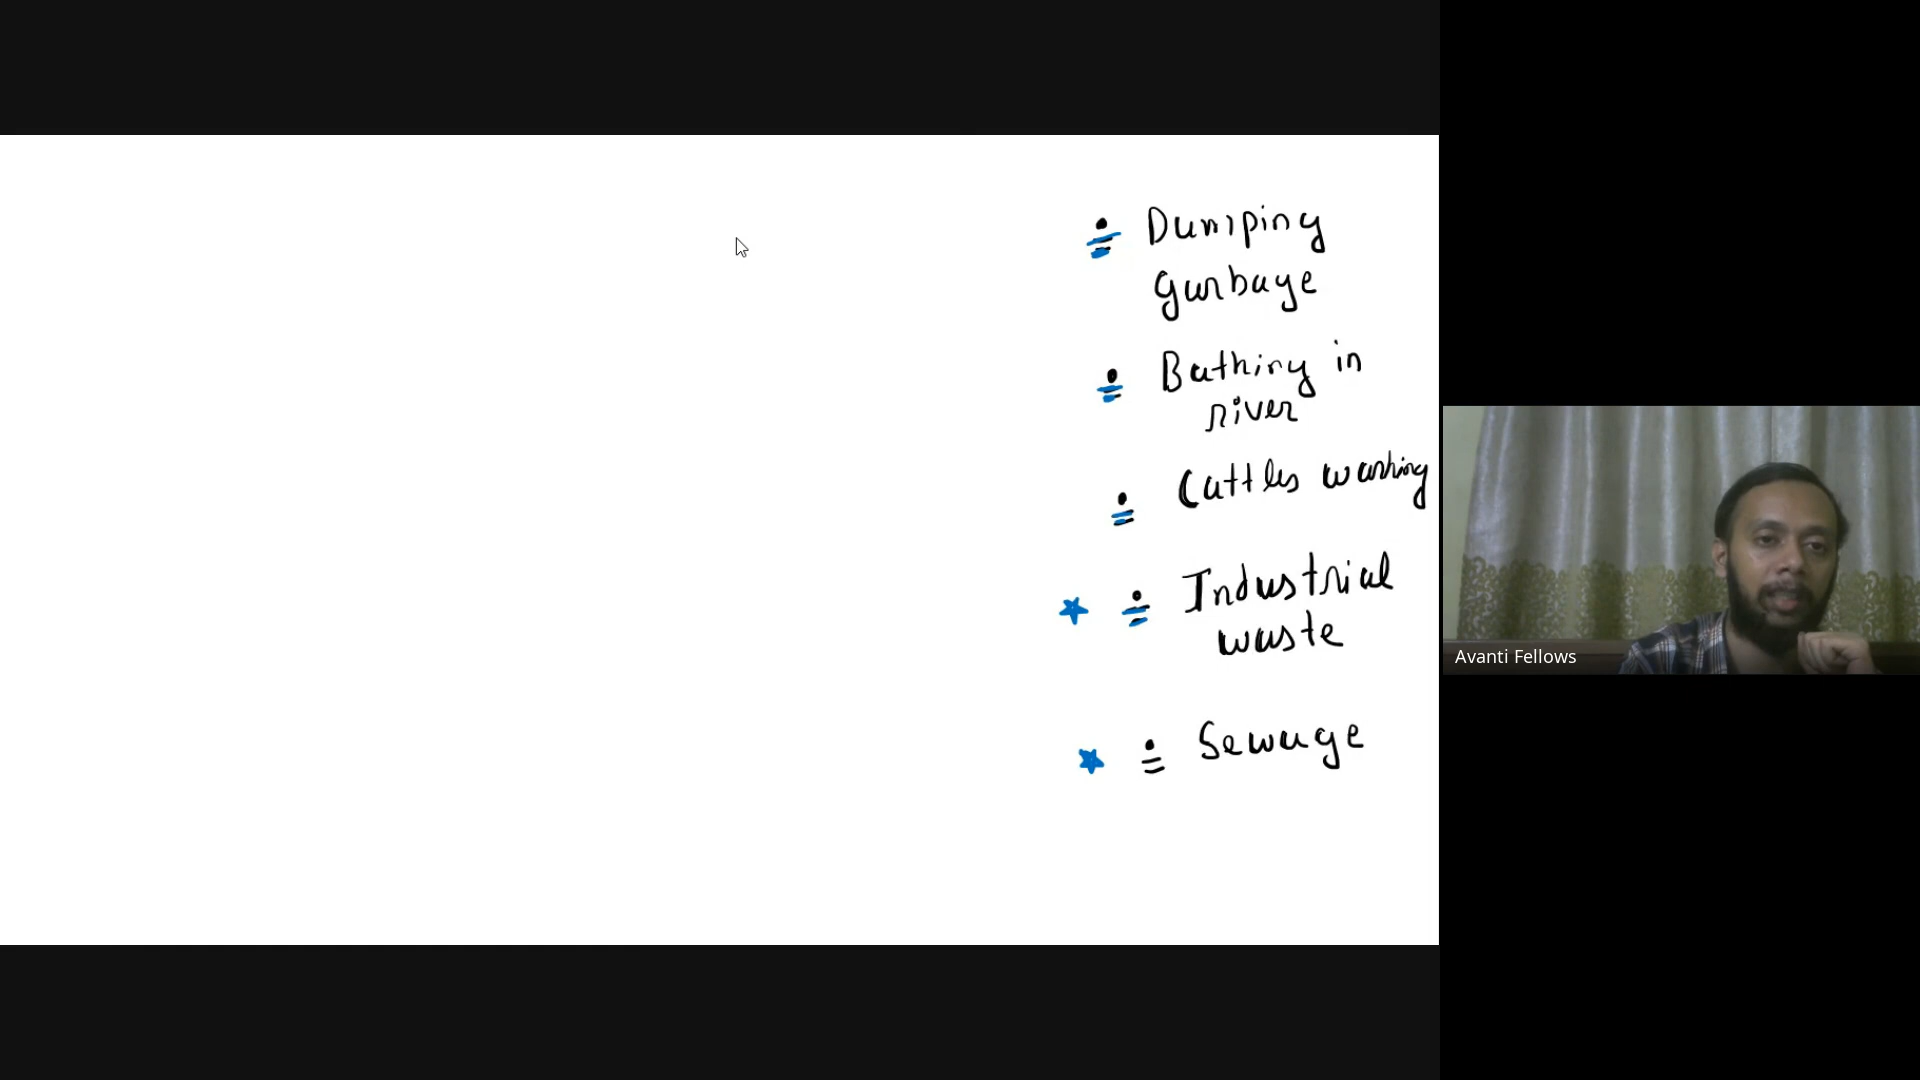 Dumping
garbage
Bathing in
river
Cattles washing
Industrial
waste
Sewage
Avanti Fellows